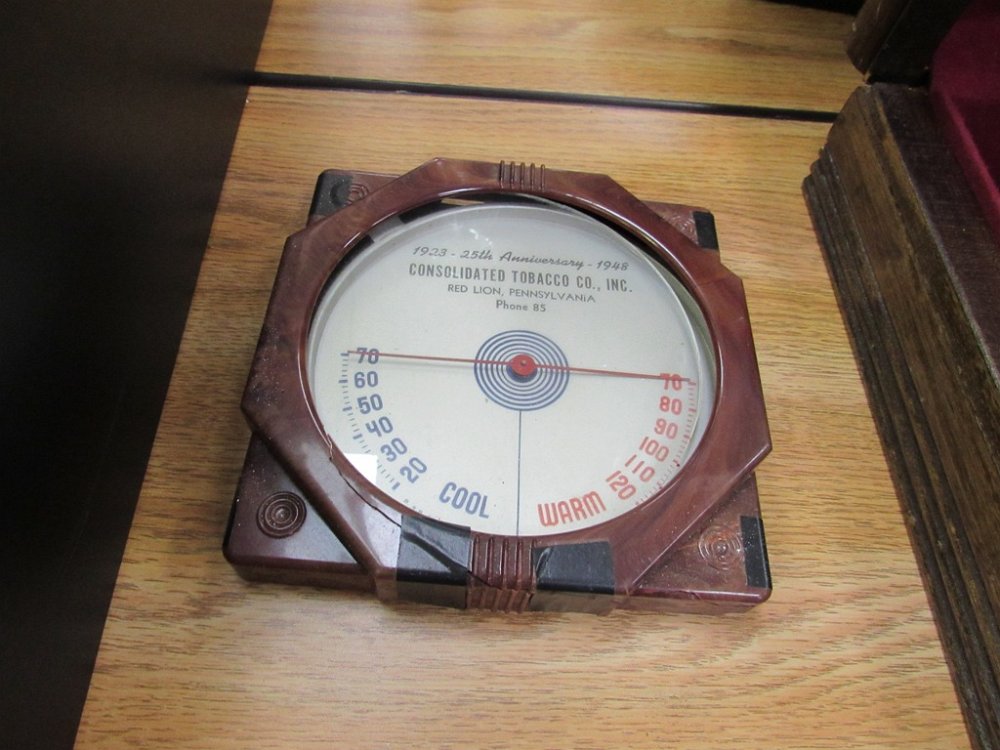 1923 - 25th Anniversary - 1948
CONSOLIDATED TOBACCO CO., INC.
RED LION, PENNSYLVANIA
Phone 85
70
60
50
40
30
20
COOL
70
80
90
100
110
120
WARM